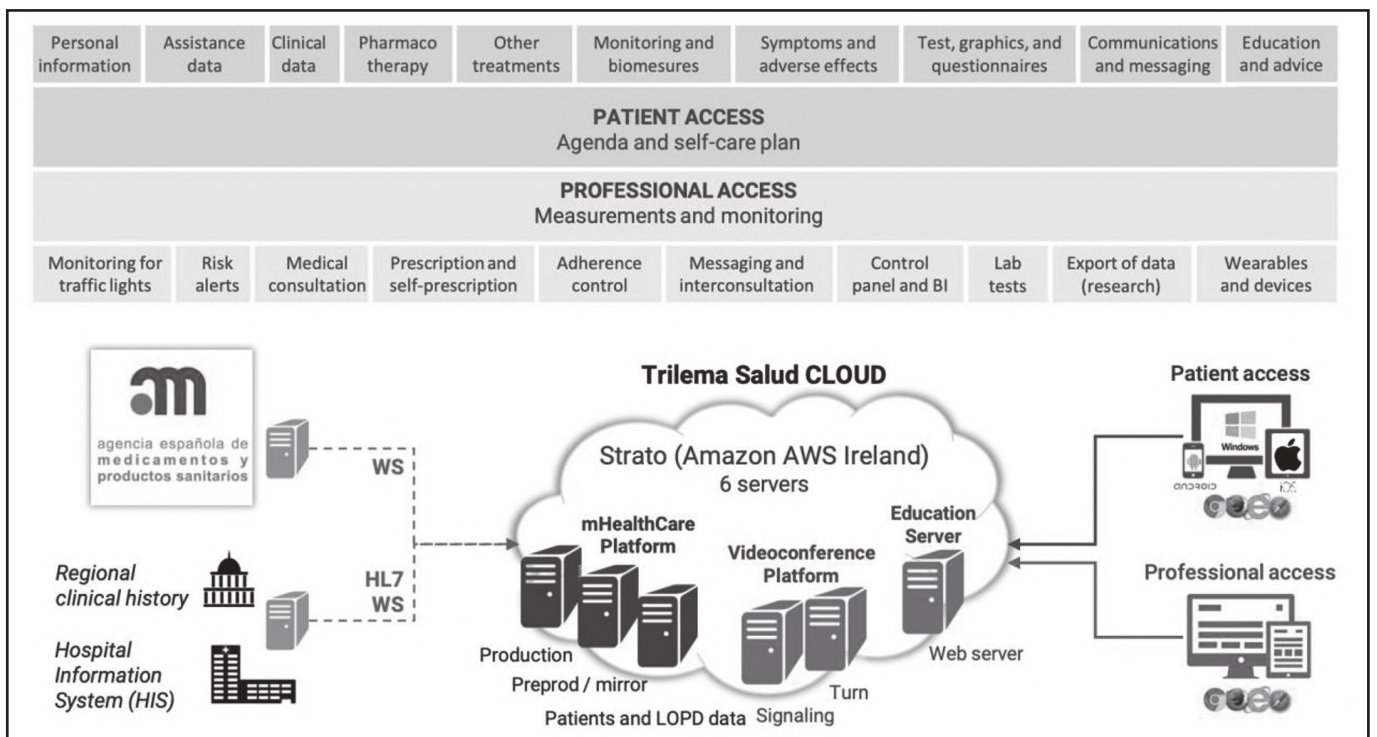 Personal
information
Assistance
data
Clinical
data
Pharmaco
therapy
Other
treatments
Monitoring and
biomesures
Symptoms and
adverse effects
Test, graphics, and
questionnaires
Communications
and messaging
Education
and advice
PATIENT ACCESS
Agenda and self-care plan
PROFESSIONAL ACCESS
Measurements and monitoring
Monitoring for
traffic lights
Risk
alerts
Medical
consultation
Prescription and
self-prescription
Adherence
control
Messaging and
interconsultation
Control
panel and BI
Lab
tests
Export of data
(research)
Wearables
and devices
am
agencia española de
medicamentos y
productos sanitarios
WS
Regional
clinical history
HL7
WS
Hospital
Information
System (HIS)
Trilema Salud CLOUD
Strato (Amazon AWS Ireland)
6 servers
mHealthCare
Platform
Videoconference
Platform
Education
Server
Production
Preprod / mirror
Patients and LOPD data
Signaling
Turn
Web server
Patient access
Windows
ANDROID
iOS
Professional access